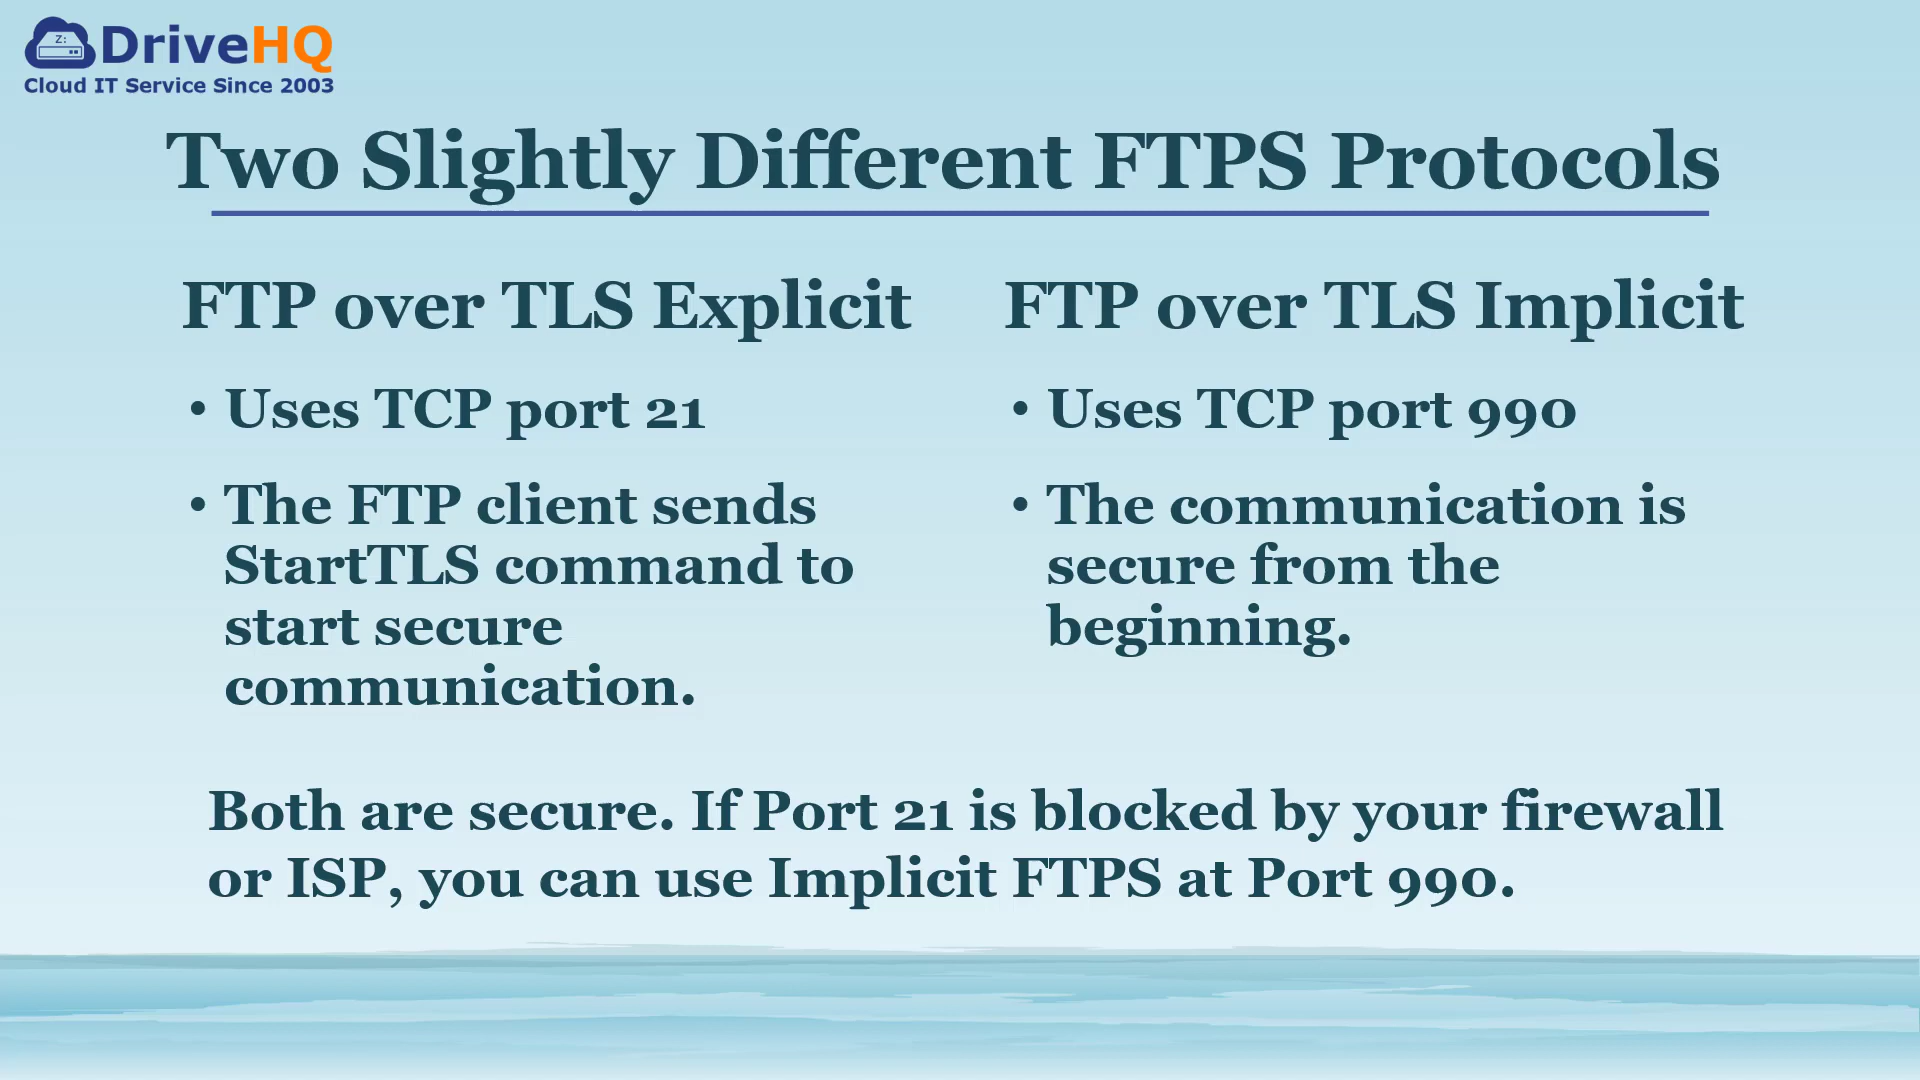 Z:
DriveHQ
Cloud IT Service Since 2003
Two Slightly Different FTPS Protocols
FTP over TLS Explicit
• Uses TCP port 21
• The FTP client sends
StartTLS command to
start secure
communication.
FTP over TLS Implicit
• Uses TCP port 990
• The communication is
secure from the
beginning.
Both are secure. If Port 21 is blocked by your firewall
or ISP, you can use Implicit FTPS at Port 990.